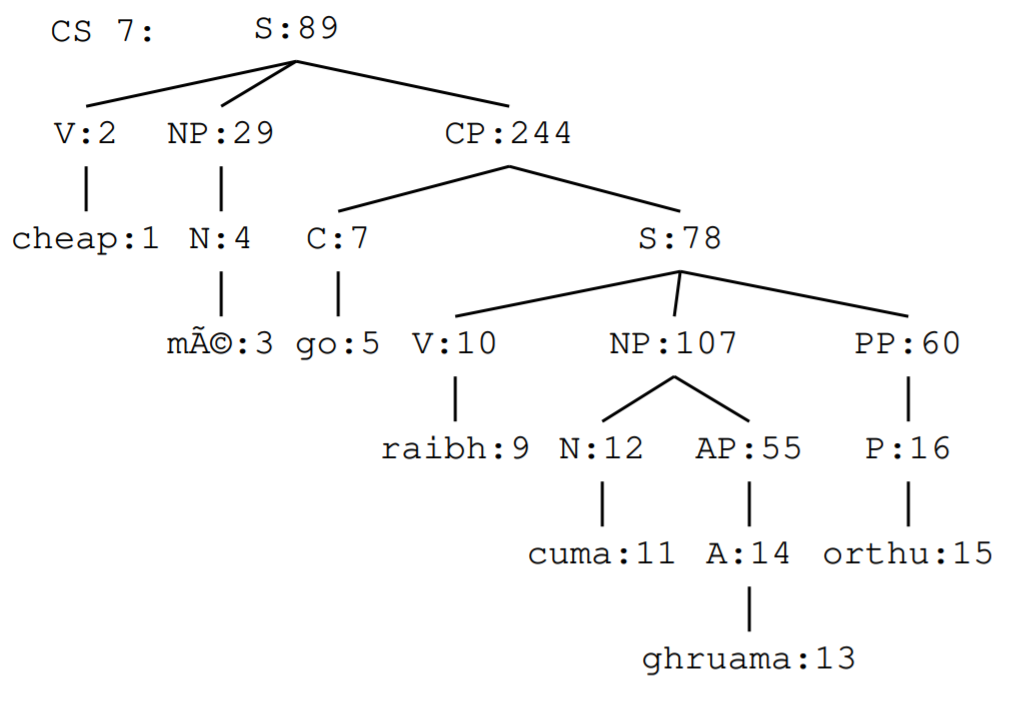 CS 7: S:89
V:2 NP:29 CP:244
cheap:1 N:4 C:7 S:78
mÃ©:3 go:5 V:10 NP:107 PP:60
raibh:9 N:12 AP:55 P:16
cuma:11 A:14 orthu:15
ghruama:13